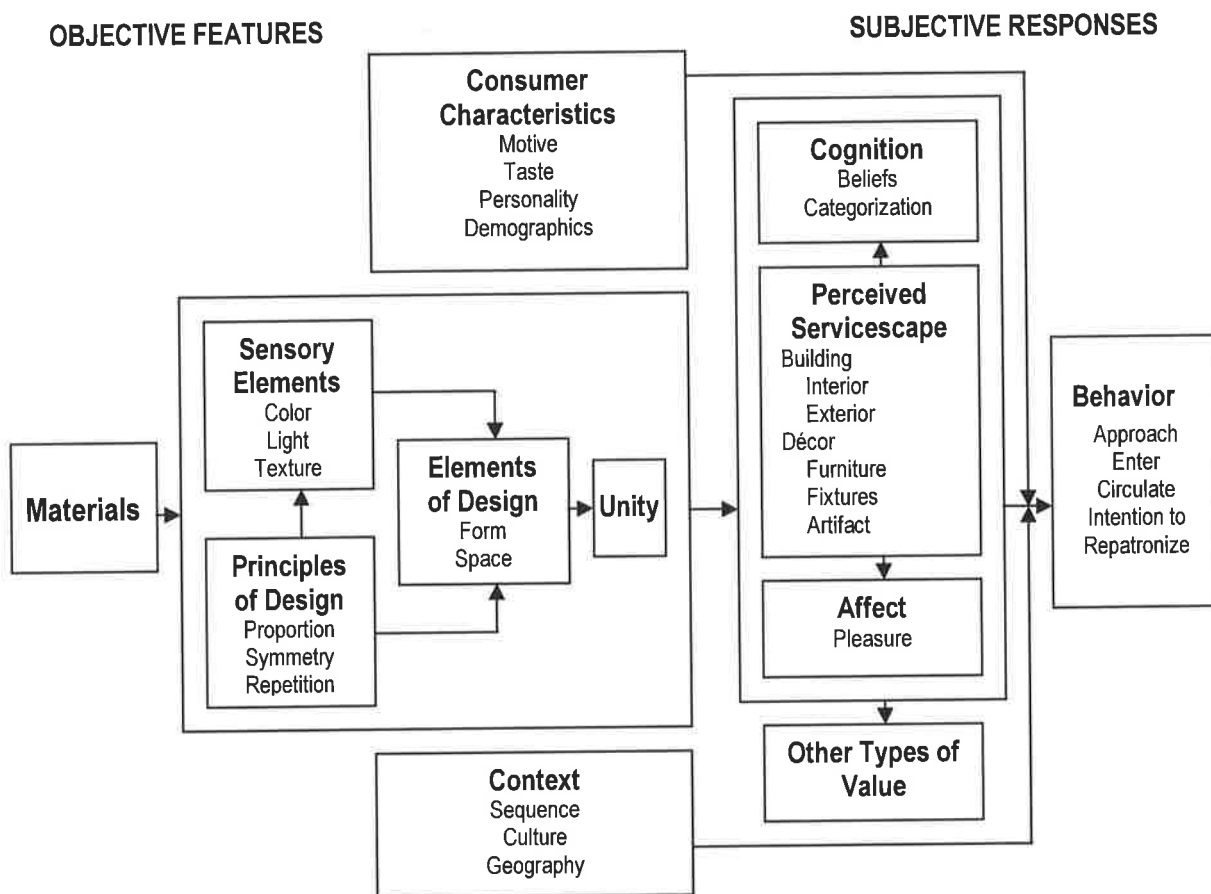 OBJECTIVE FEATURES
SUBJECTIVE RESPONSES
Consumer
Characteristics
Motive
Taste
Personality
Demographics
Cognition
Beliefs
Categorization
Perceived
Servicescape
Building
Interior
Exterior
Décor
Furniture
Fixtures
Artifact
Sensory
Elements
Color
Light
Texture
Behavior
Approach
Enter
Circulate
Intention to
Repatronize
Materials
Elements
of Design
Form
Space
Unity
Principles
of Design
Proportion
Symmetry
Repetition
Affect
Pleasure
Other Types of
Value
Context
Sequence
Culture
Geography